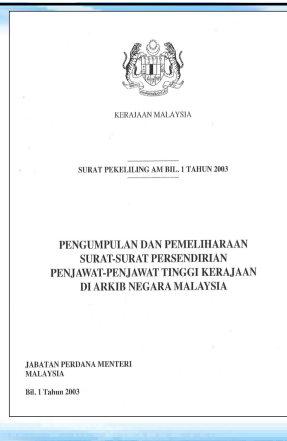 KERAJAAN MALAYSIA
SURAT PEKELILING AM BIL. 1 TAHUN 2003
PENGUMPULAN DAN PEMELIHARAAN
SURAT-SURAT PERSENDIRIAN
PENJAWAT-PENJAWAT TINGGI KERAJAAN
DI ARKIB NEGARA MALAYSIA
JABATAN PERDANA MENTERI
MALAYSIA
Bil. 1 Tahun 2003